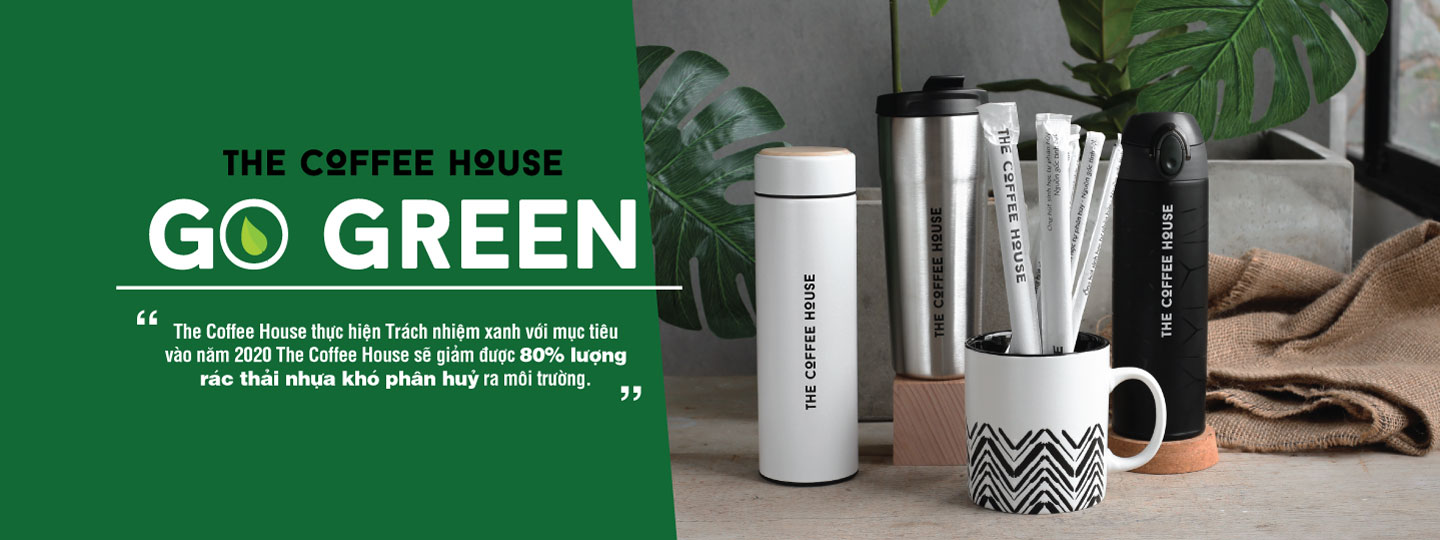 THE COFFEE HOUSE
GO GREEN
“ The Coffee House thực hiện Trách nhiệm xanh với mục tiêu
vào năm 2020 The Coffee House sẽ giảm được 80% lượng
rác thải nhựa khó phân huỷ ra môi trường. ”
THE COFFEE HOUSE
THE COFFEE HOUSE
THE COFFEE HOUSE
THE COFFEE HOUSE